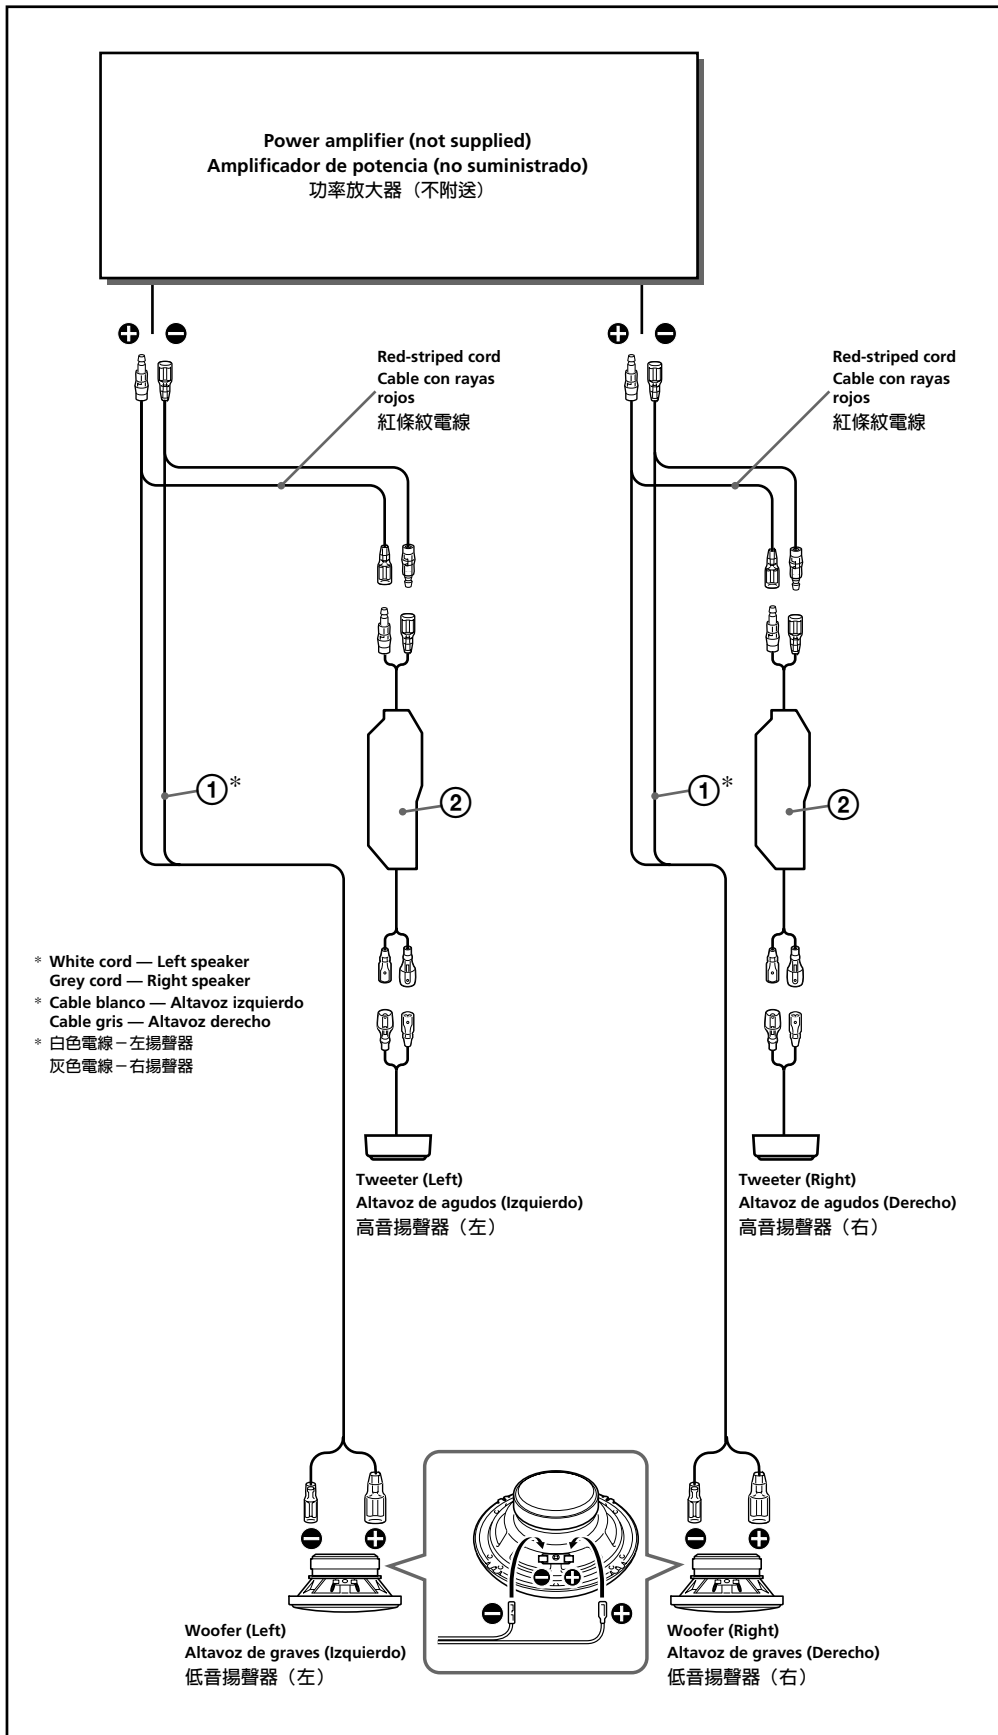 Power amplifier (not supplied)
Amplificador de potencia (no suministrado)
功率放大器（不附送）
Red-striped cord
Cable con rayas
rojos
紅條紋電線
Red-striped cord
Cable con rayas
rojos
紅條紋電線
①*
②
①*
②
* White cord — Left speaker
Grey cord — Right speaker
* Cable blanco — Altavoz izquierdo
Cable gris — Altavoz derecho
* 白色電線－左揚聲器
灰色電線－右揚聲器
Tweeter (Left)
Altavoz de agudos (Izquierdo)
高音揚聲器（左）
Tweeter (Right)
Altavoz de agudos (Derecho)
高音揚聲器（右）
Woofer (Left)
Altavoz de graves (Izquierdo)
低音揚聲器（左）
Woofer (Right)
Altavoz de graves (Derecho)
低音揚聲器（右）